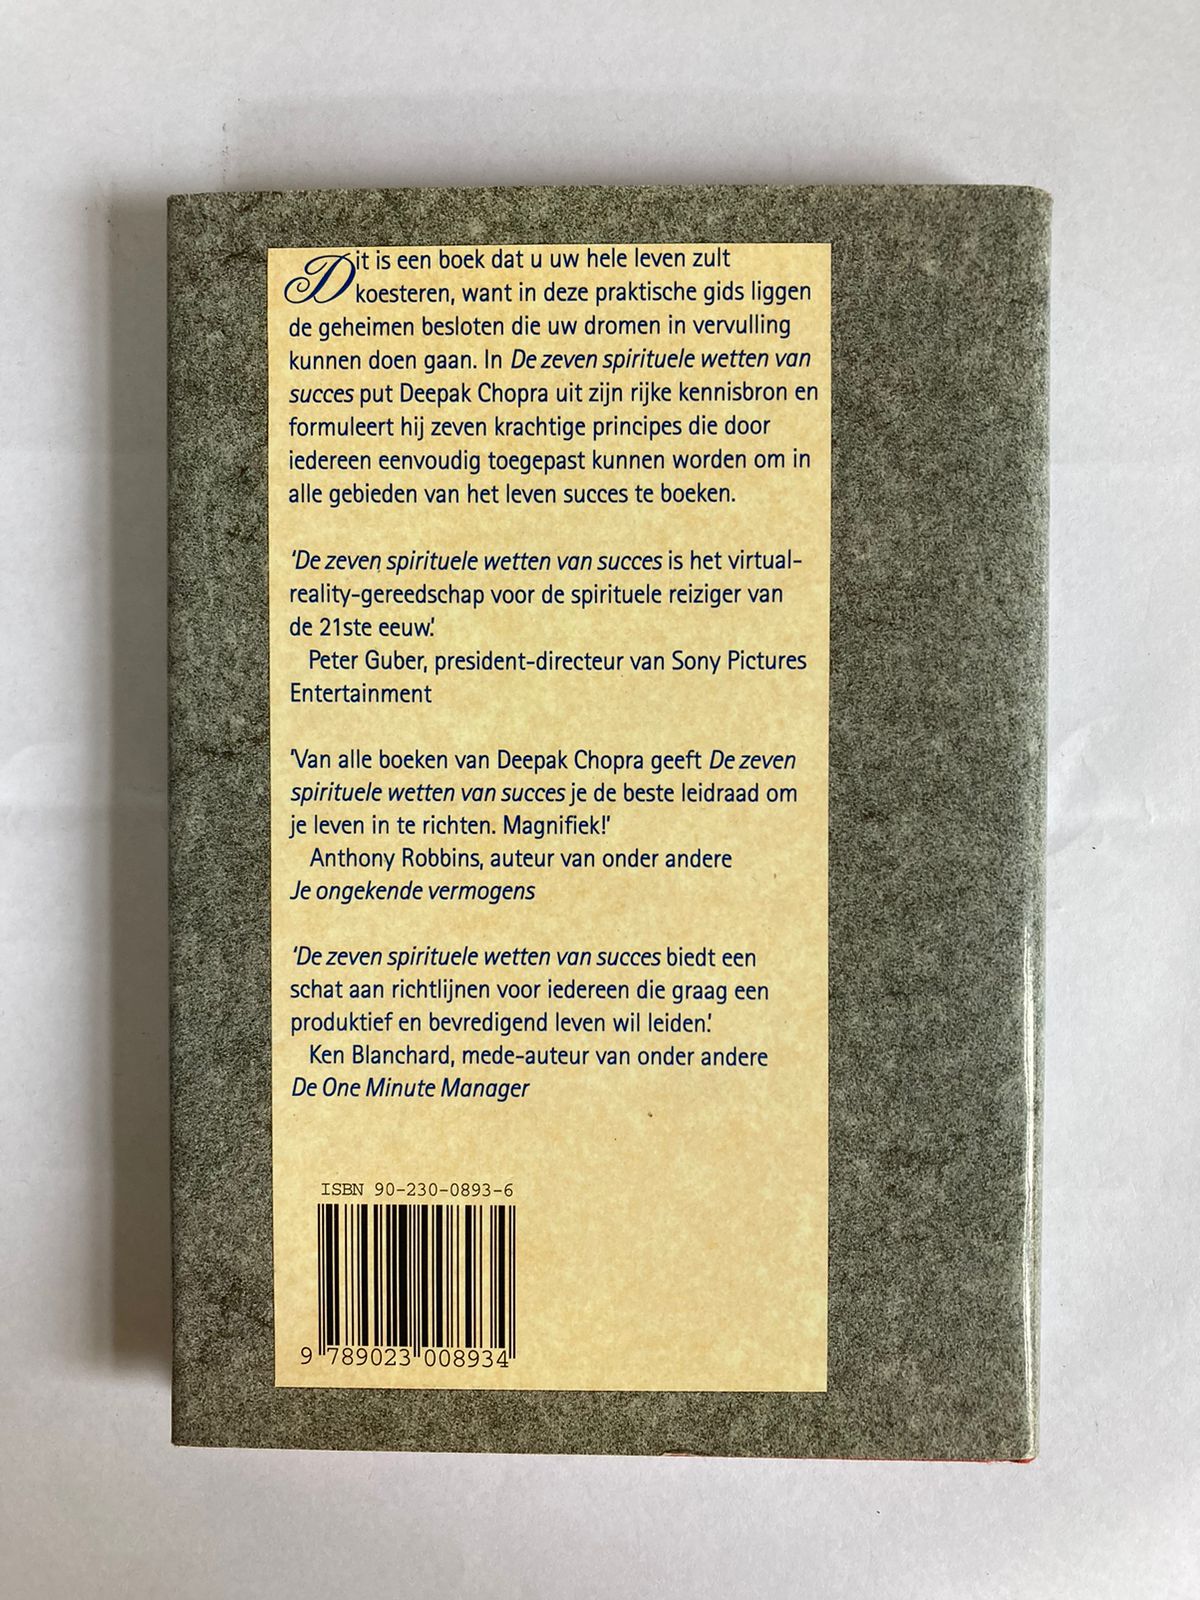 Dit is een boek dat u uw hele leven zult
koesteren, want in deze praktische gids liggen
de geheimen besloten die uw dromen in vervulling
kunnen doen gaan. In De zeven spirituele wetten van
succes put Deepak Chopra uit zijn rijke kennisbron en
formuleert hij zeven krachtige principes die door
iedereen eenvoudig toegepast kunnen worden om in
alle gebieden van het leven succes te boeken.
'De zeven spirituele wetten van succes is het virtual-
reality-gereedschap voor de spirituele reiziger van
de 21ste eeuw.'
Peter Guber, president-directeur van Sony Pictures
Entertainment
'Van alle boeken van Deepak Chopra geeft De zeven
spirituele wetten van succes je de beste leidraad om
je leven in te richten. Magnifiek!'
Anthony Robbins, auteur van onder andere
Je ongekende vermogens
'De zeven spirituele wetten van succes biedt een
schat aan richtlijnen voor iedereen die graag een
produktief en bevredigend leven wil leiden.'
Ken Blanchard, mede-auteur van onder andere
De One Minute Manager
ISBN 90-230-0893-6
9 789023 008934